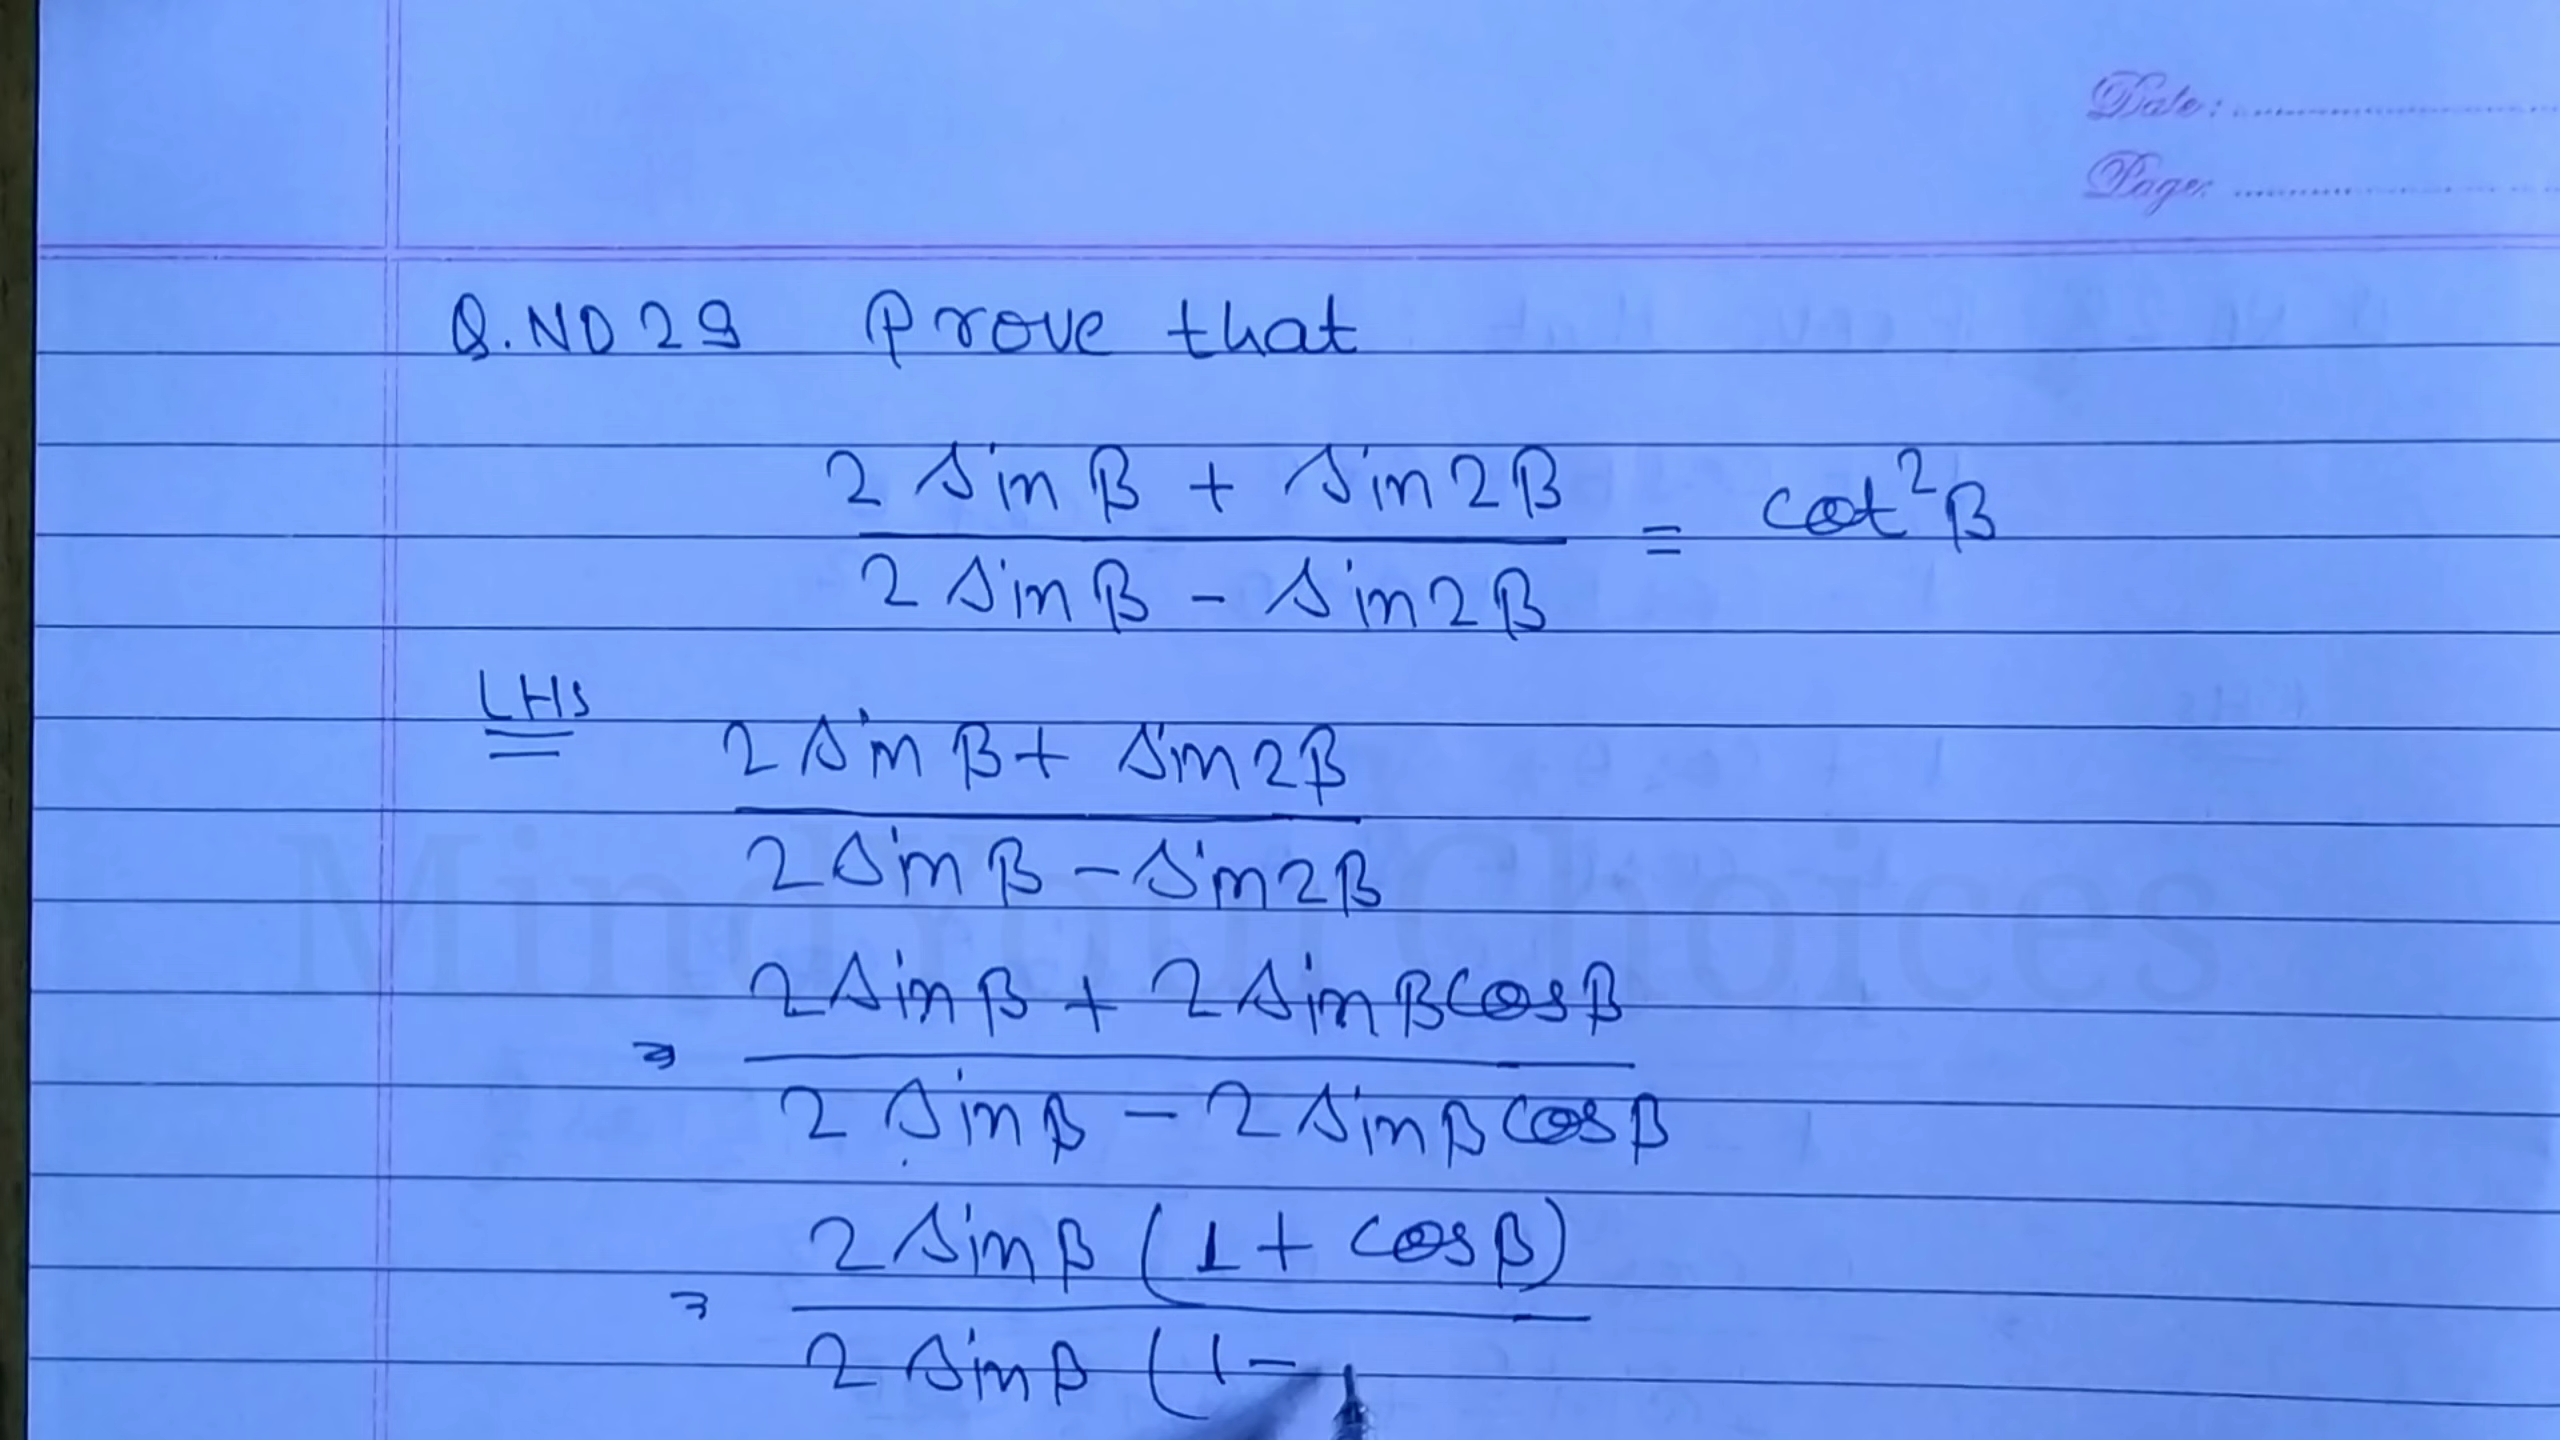 Date:
Page:
Q.NO 29 Prove that
2 Sin β + Sin 2β
= cot²β
2 Sin β - Sin 2β
LHS
2 Sin β + Sin 2β
2 Sin β - Sin 2β
2 Sin β + 2 Sin β cos β
⇒
2 Sin β - 2 Sin β cos β
2 Sin β (1 + cos β)
⇒
2 Sin β (1 -
MindYourChoices